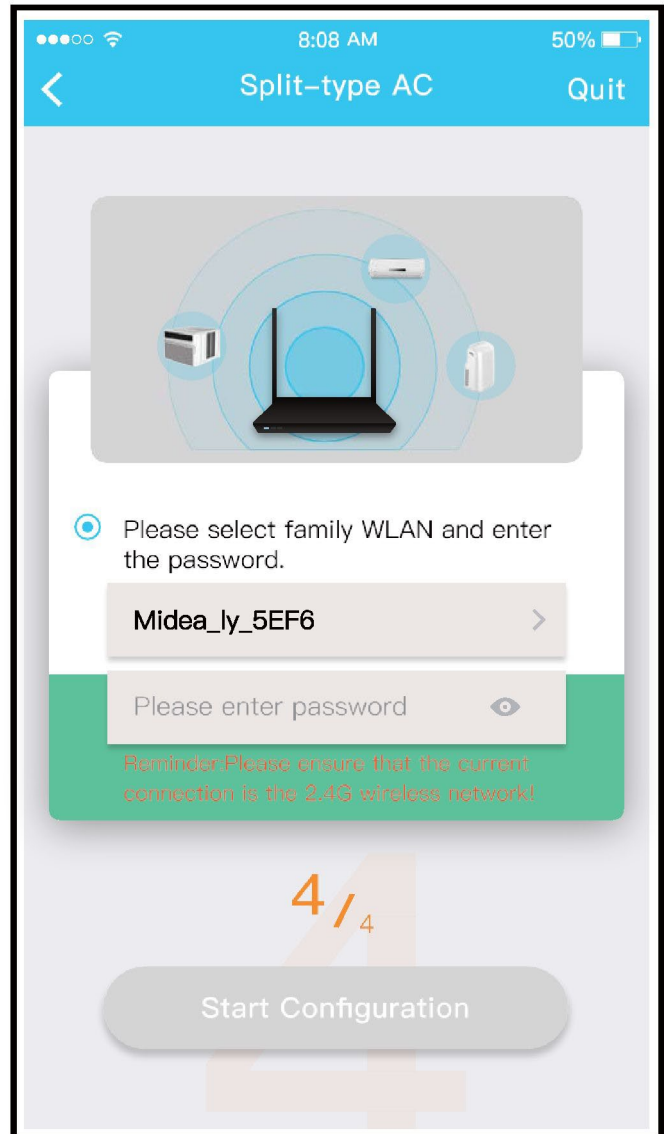 8:08 AM
50%
Split-type AC
Quit
Please select family WLAN and enter
the password.
Midea_ly_5EF6
Please enter password
Reminder:Please ensure that the current
connection is the 2.4G wireless network!
4/4
4
Start Configuration